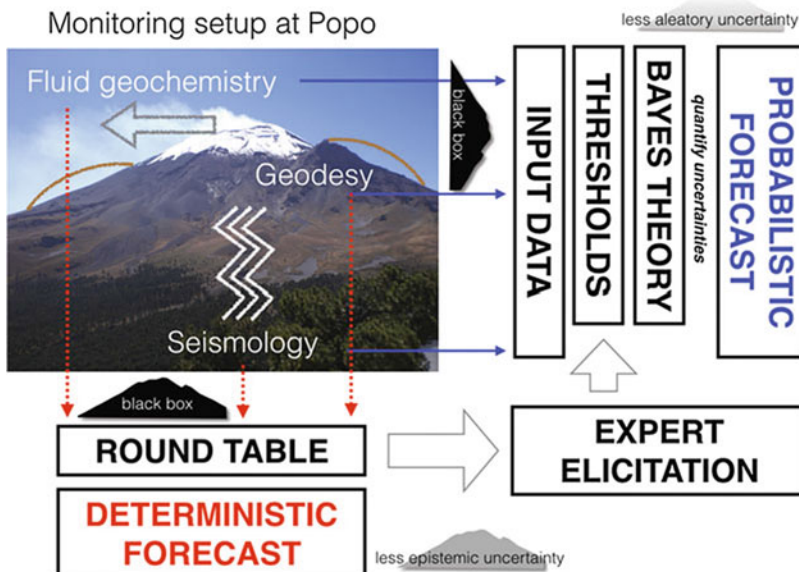 Monitoring setup at Popo
less aleatory uncertainty
Fluid geochemistry
Geodesy
Seismology
black box
INPUT DATA
THRESHOLDS
BAYES THEORY
quantify uncertainties
PROBABILISTIC
FORECAST
black box
ROUND TABLE
EXPERT
ELICITATION
DETERMINISTIC
FORECAST
less epistemic uncertainty